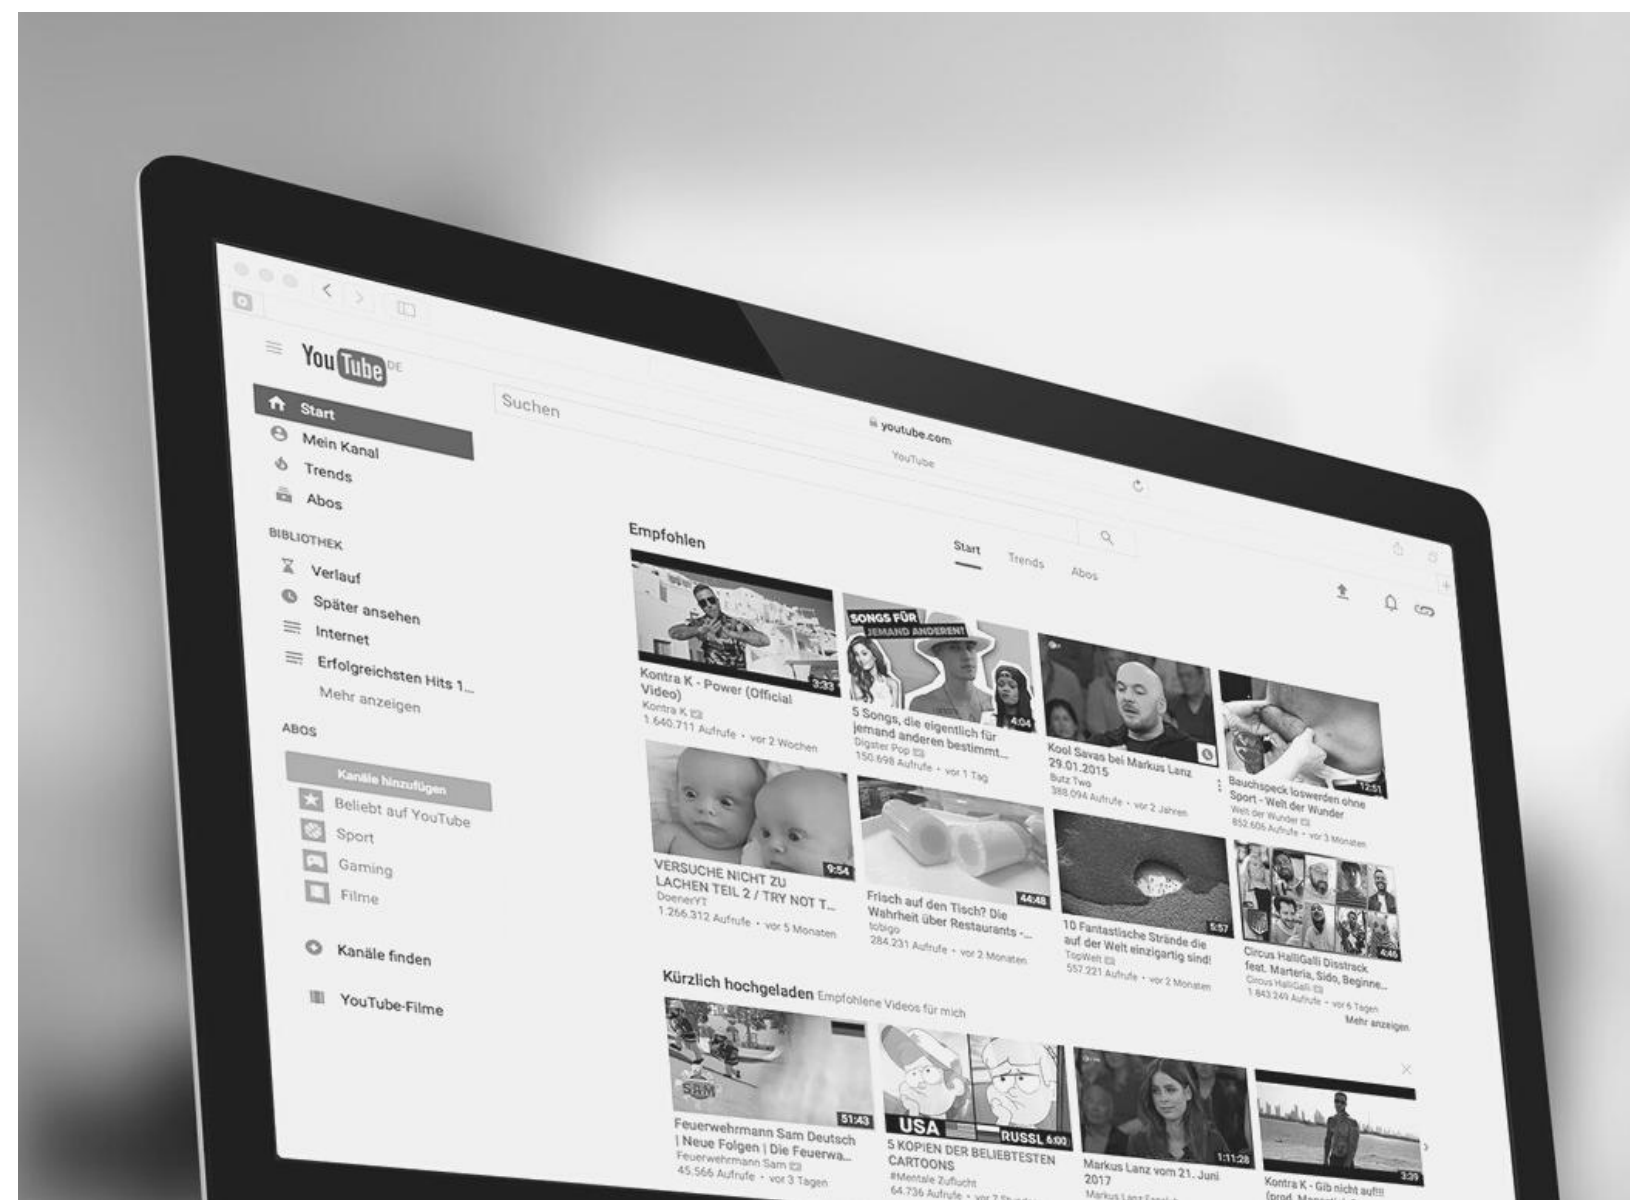 YouTube DE
Suchen
youtube.com
YouTube
Start
Mein Kanal
Trends
Abos
BIBLIOTHEK
Verlauf
Später ansehen
Internet
Erfolgreichsten Hits 1...
Mehr anzeigen
ABOS
Kanäle hinzufügen
Beliebt auf YouTube
Sport
Gaming
Filme
Kanäle finden
YouTube-Filme
Start
Trends
Abos
Empfohlen
3:33
Kontra K - Power (Official
Video)
Kontra K
1.640.711 Aufrufe • vor 2 Wochen
SONGS FÜR
JEMAND ANDEREN!
4:04
5 Songs, die eigentlich für
jemand anderen bestimmt...
Digster Pop
150.698 Aufrufe • vor 1 Tag
Kool Savas bei Markus Lanz
29.01.2015
Butz Two
388.094 Aufrufe • vor 2 Jahren
12:51
Bauchspeck loswerden ohne
Sport - Welt der Wunder
Welt der Wunder
852.606 Aufrufe • vor 3 Monaten
9:54
VERSUCHE NICHT ZU
LACHEN TEIL 2 / TRY NOT T...
DoenerYT
1.266.312 Aufrufe • vor 5 Monaten
44:48
Frisch auf den Tisch? Die
Wahrheit über Restaurants -...
tobigo
284.231 Aufrufe • vor 2 Monaten
5:57
10 Fantastische Strände die
auf der Welt einzigartig sind!
TopWelt
557.221 Aufrufe • vor 2 Monaten
4:46
Circus HalliGalli Disstrack
feat. Marteria, Sido, Beginne...
Circus HalliGalli
1.843.249 Aufrufe • vor 6 Tagen
Mehr anzeigen
Kürzlich hochgeladen Empfohlene Videos für mich
SAM
51:43
Feuerwehrmann Sam Deutsch
| Neue Folgen | Die Feuerwa...
Feuerwehrmann Sam
45.566 Aufrufe • vor 3 Tagen
USA
RUSSL
6:00
5 KOPIEN DER BELIEBTESTEN
CARTOONS
#Mentale Zuflucht
64.736 Aufrufe • vor 7
1:11:28
Markus Lanz vom 21. Juni
2017
Markus Lanz
3:39
Kontra K - Gib nicht auf!!!
(prod.